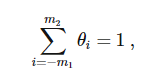 \sum_{i=-m_1}^{m_2} \theta_i = 1 ,